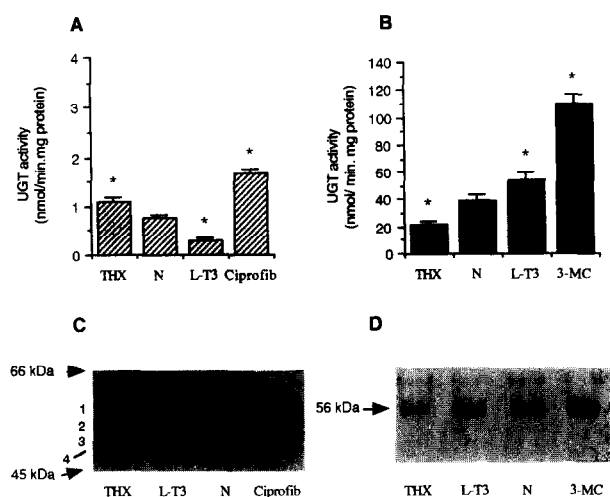 A
UGT activity
(nmol/min.mg protein)
4
3
2
1
0
*
*
*
THX N L-T3 Ciprofib
B
UGT activity
(nmol/ min. mg protein)
140
120
100
80
60
40
20
0
*
*
*
THX N L-T3 3-MC
C
66 kDa
1
2
3
4
45 kDa
THX L-T3 N Ciprofib
D
56 kDa
THX L-T3 N 3-MC